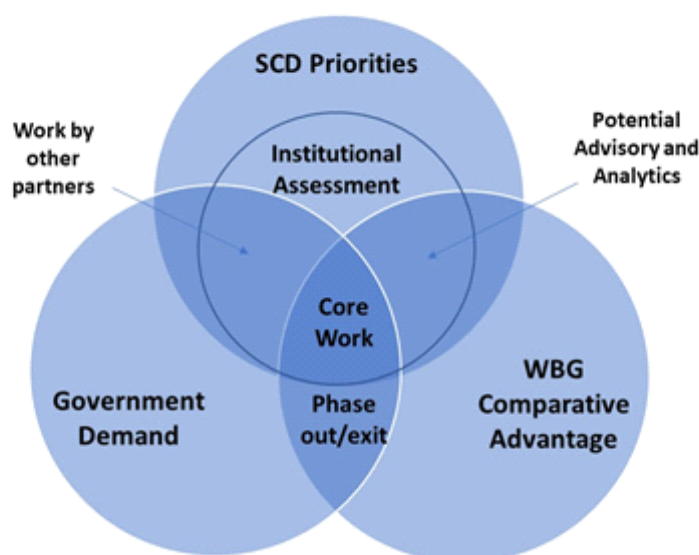 SCD Priorities
Work by
other
partners
Institutional
Assessment
Potential
Advisory and
Analytics
Core
Work
Government
Demand
Phase
out/exit
WBG
Comparative
Advantage